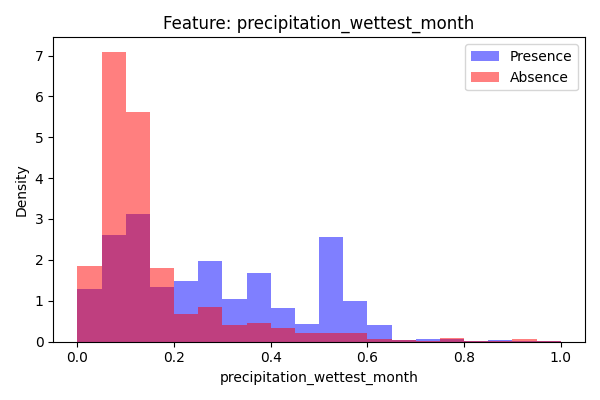 Feature: precipitation_wettest_month
Presence
Absence
Density
7
6
5
4
3
2
1
0
0.0 0.2 0.4 0.6 0.8 1.0
precipitation_wettest_month